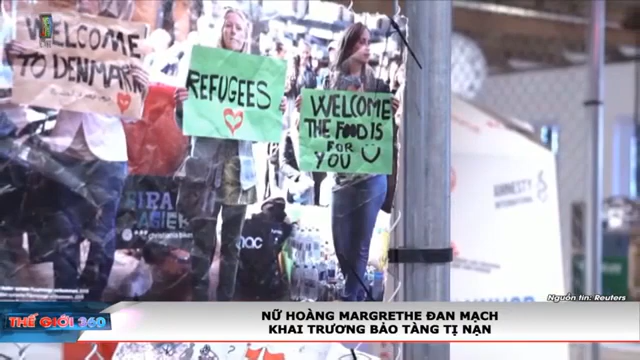 WELCOME
TO DENMARK
REFUGEES
WELCOME
THE FOOD IS
FOR
YOU
AMNESTY
INTERNATIONAL
Nguồn tin: Reuters
THẾ GIỚI 360
NỮ HOÀNG MARGRETHE ĐAN MẠCH
KHAI TRƯƠNG BẢO TÀNG TỊ NẠN